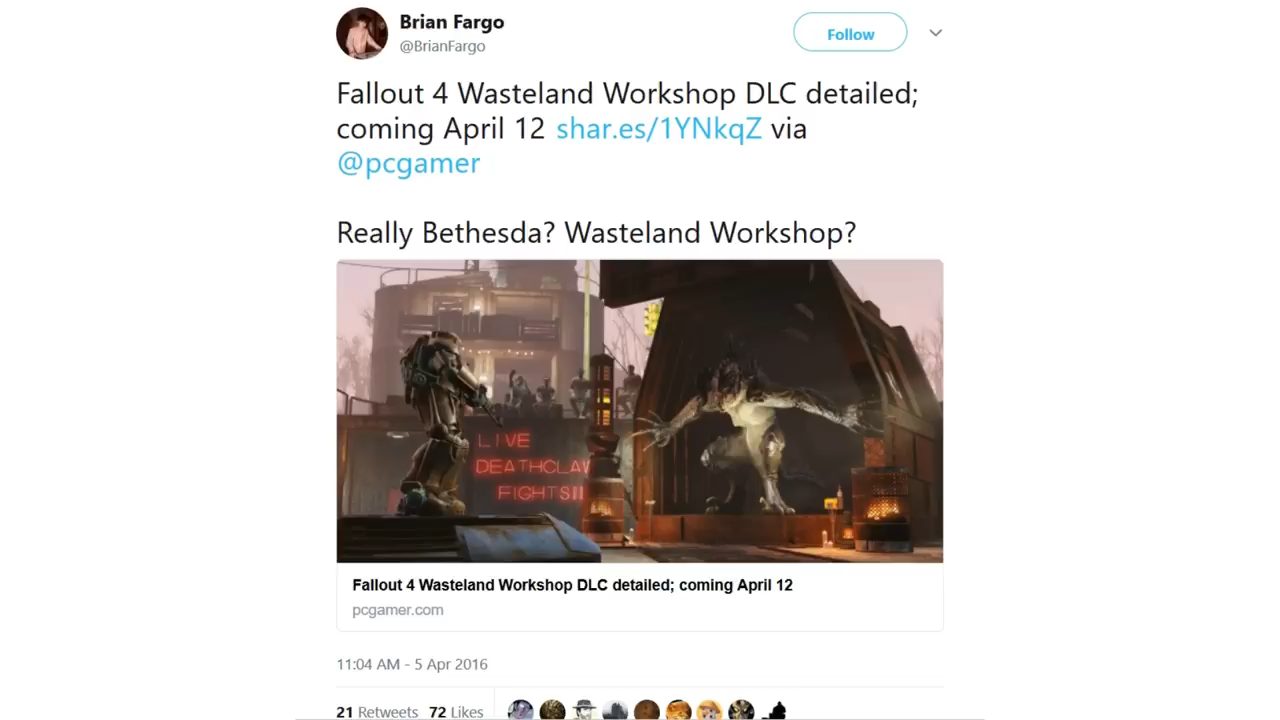 Brian Fargo
@BrianFargo
Follow
Fallout 4 Wasteland Workshop DLC detailed;
coming April 12 shar.es/1YNkqZ via
@pcgamer
Really Bethesda? Wasteland Workshop?
LIVE
DEATHCLAW
FIGHTS!!
Fallout 4 Wasteland Workshop DLC detailed; coming April 12
pcgamer.com
11:04 AM - 5 Apr 2016
21 Retweets 72 Likes